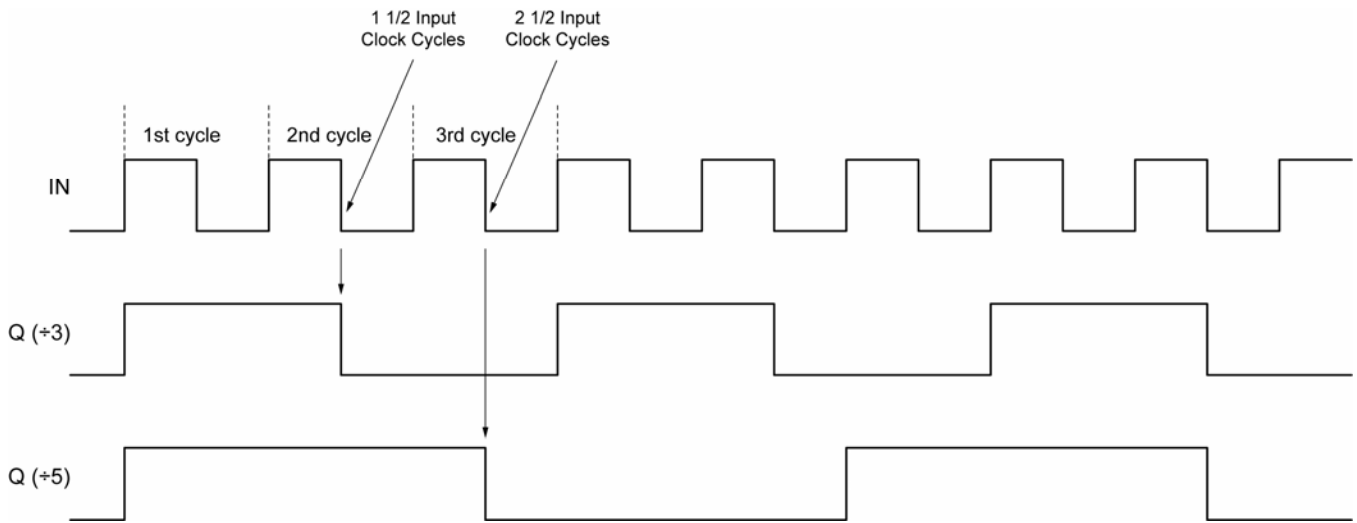 1 1/2 Input
Clock Cycles
2 1/2 Input
Clock Cycles
1st cycle
2nd cycle
3rd cycle
IN
Q (÷3)
Q (÷5)